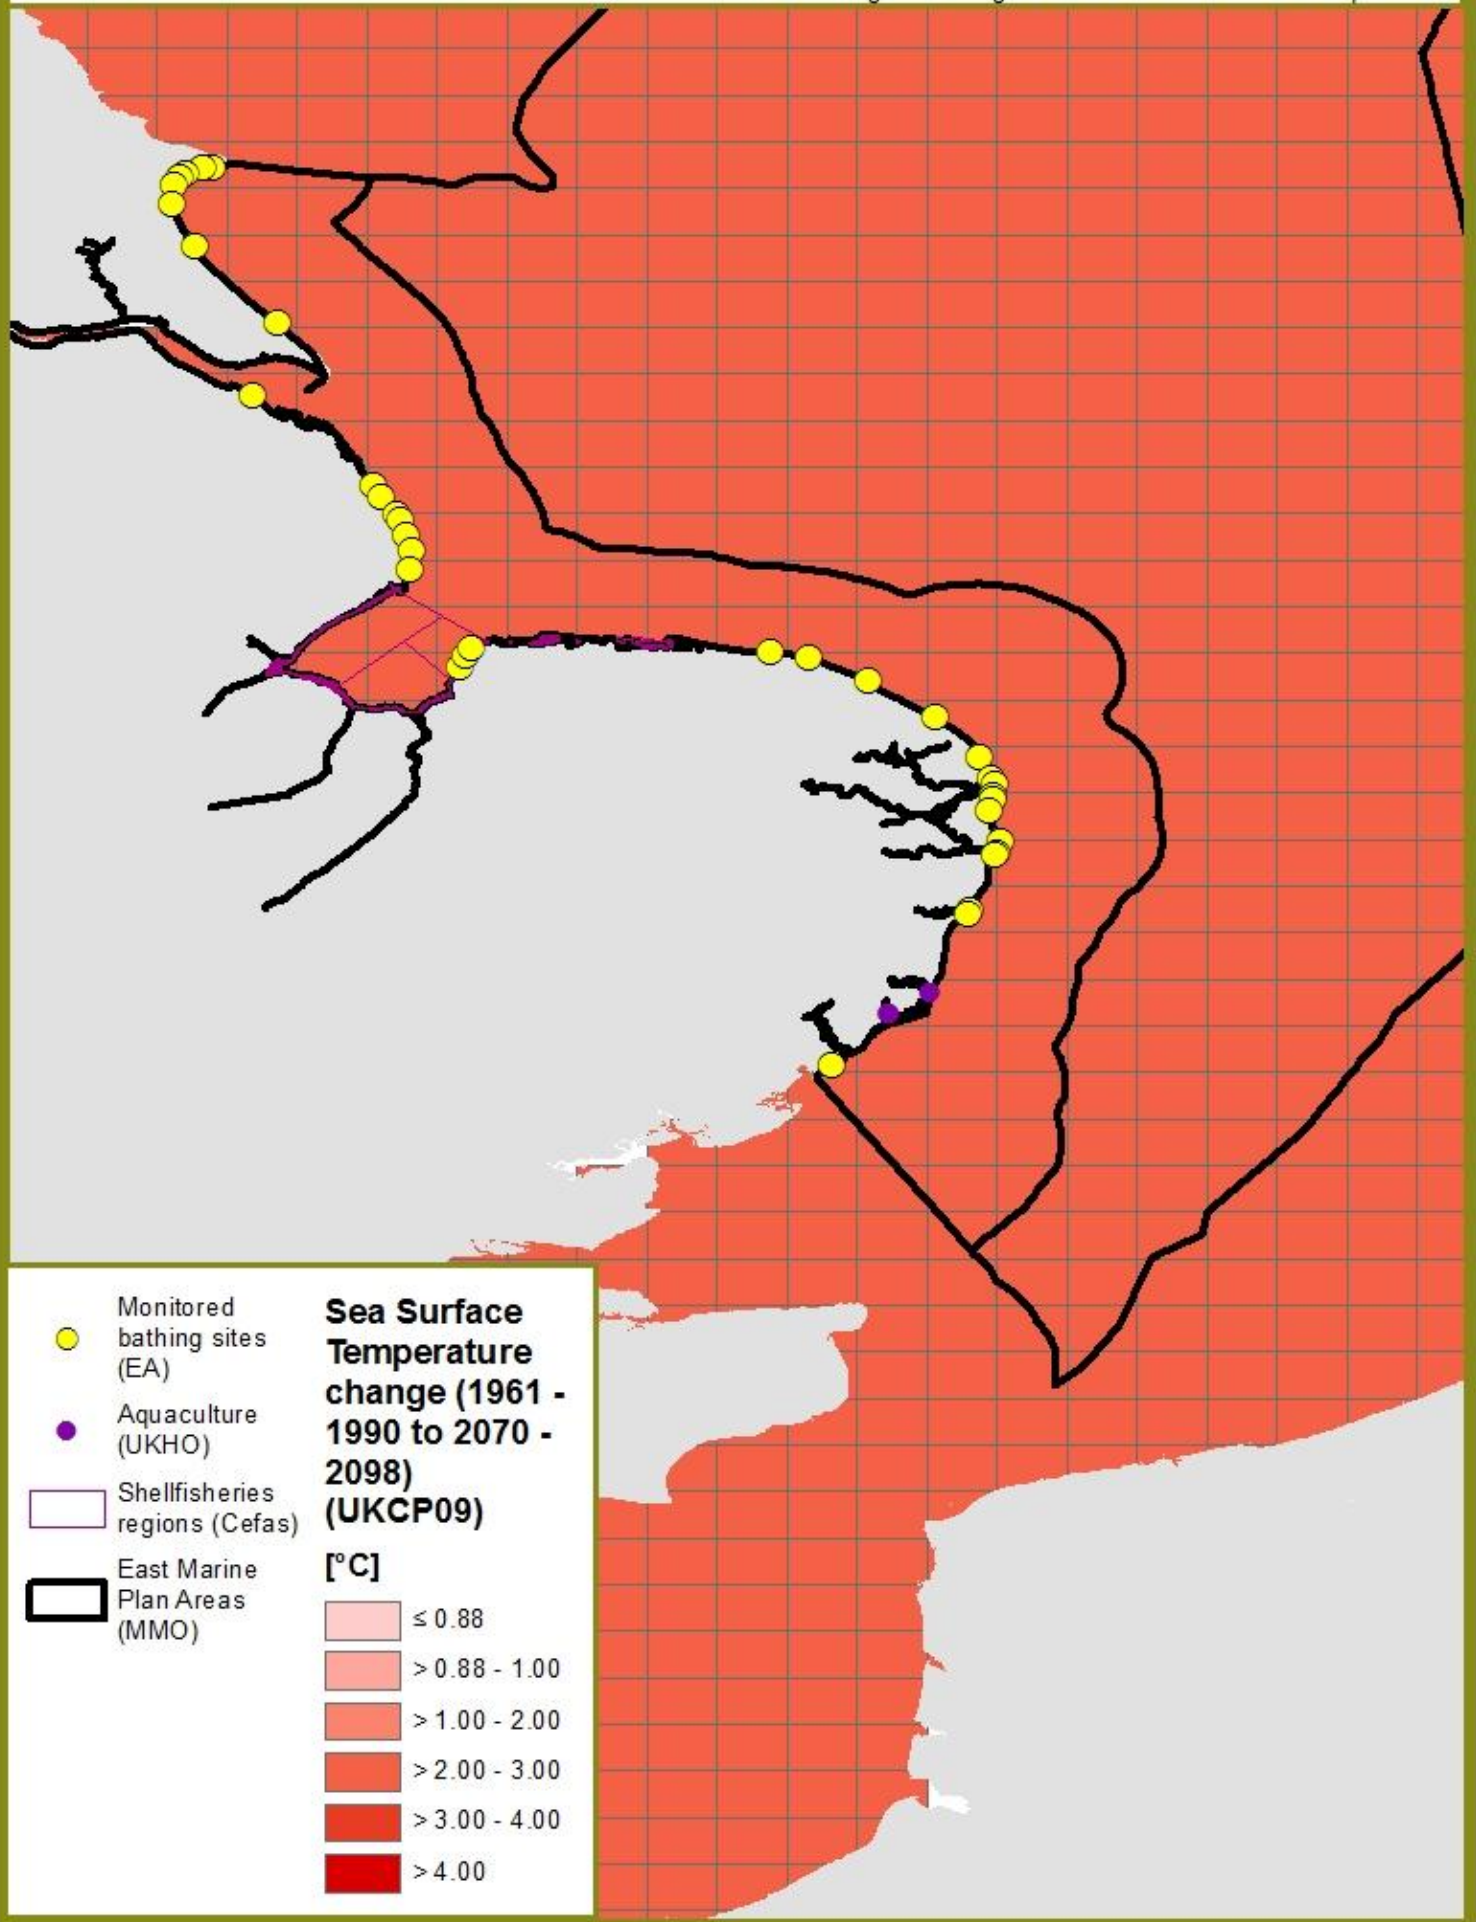 Monitored
bathing sites
(EA)
Aquaculture
(UKHO)
Shellfisheries
regions (Cefas)
East Marine
Plan Areas
(MMO)
Sea Surface
Temperature
change (1961 -
1990 to 2070 -
2098)
(UKCP09)
[°C]
≤ 0.88
> 0.88 - 1.00
> 1.00 - 2.00
> 2.00 - 3.00
> 3.00 - 4.00
> 4.00